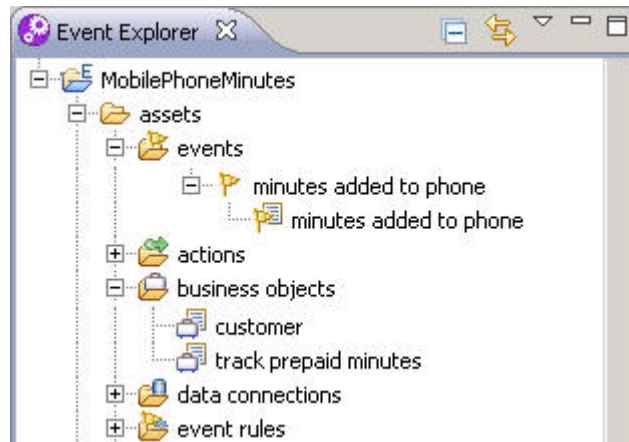 Event Explorer
MobilePhoneMinutes
assets
events
minutes added to phone
minutes added to phone
actions
business objects
customer
track prepaid minutes
data connections
event rules